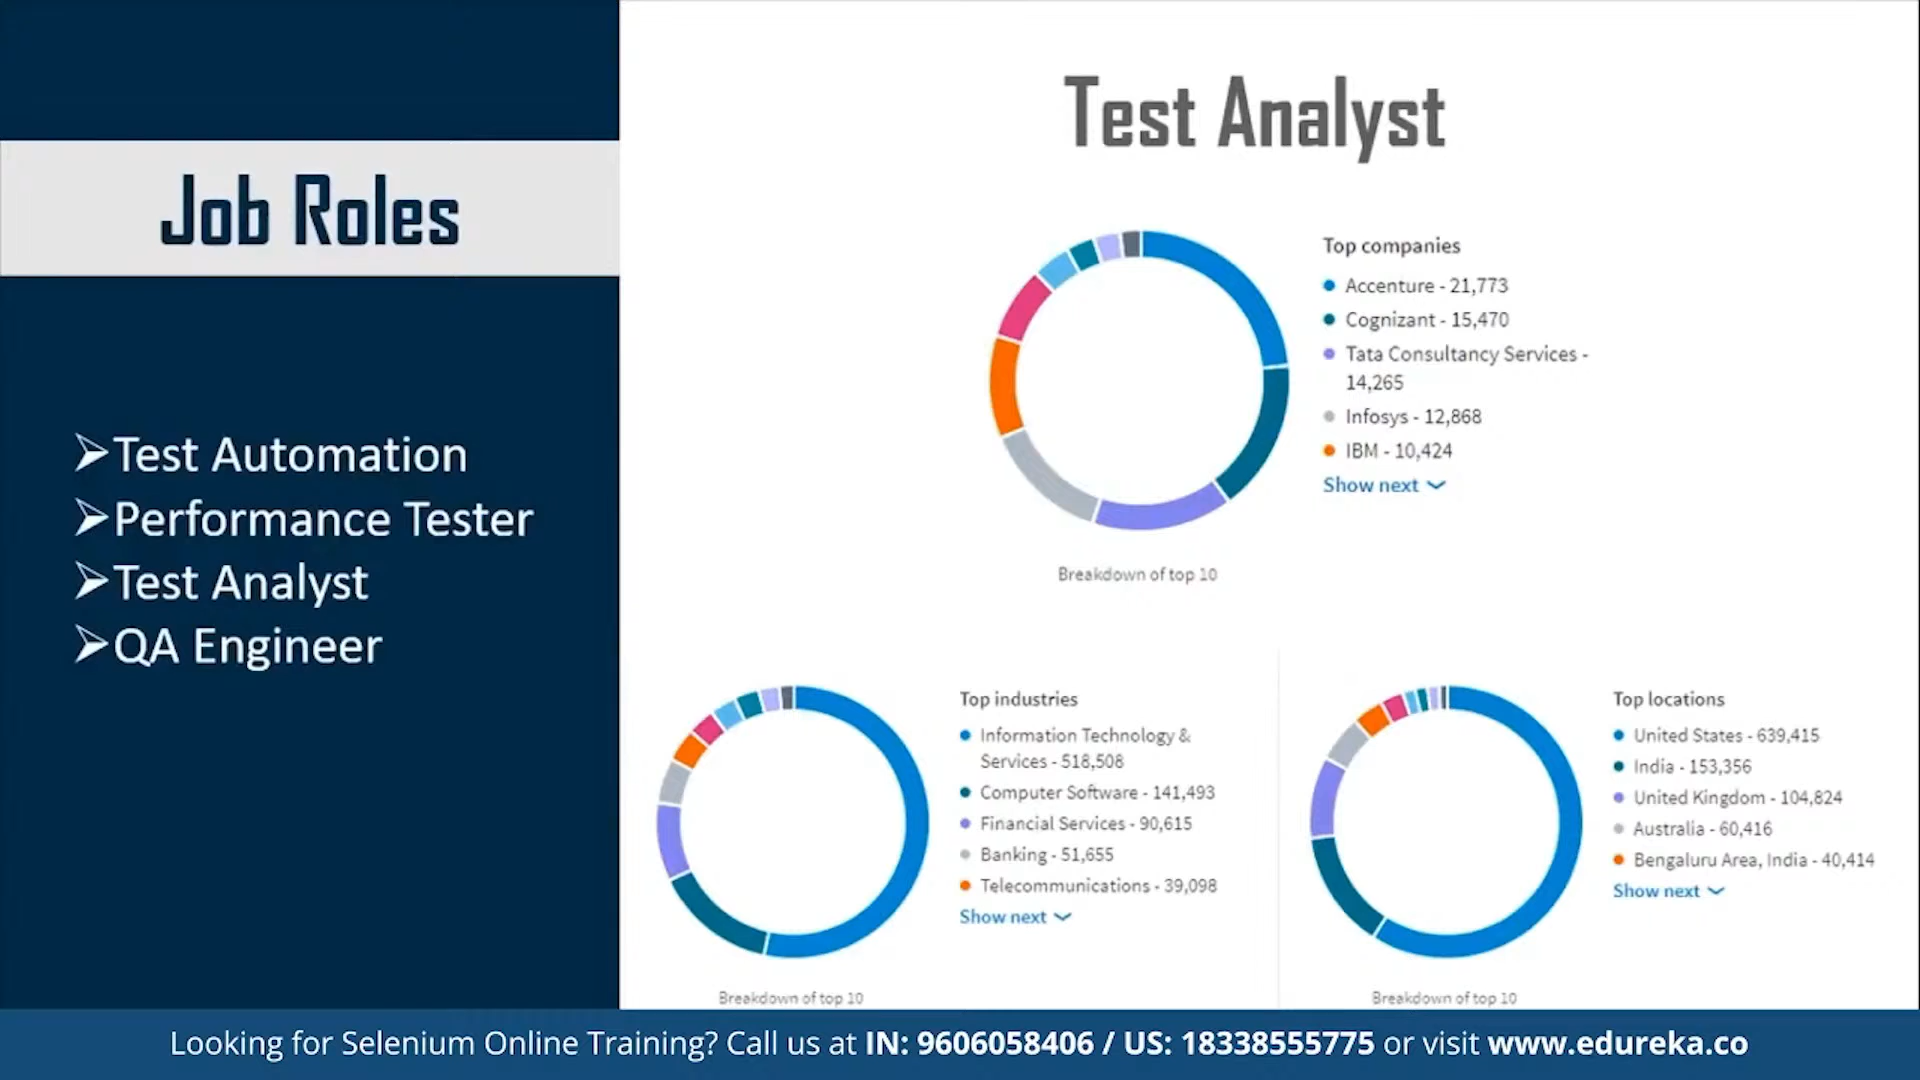 Job Roles
➢Test Automation
➢Performance Tester
➢Test Analyst
➢QA Engineer
Test Analyst
Top companies
Accenture - 21,773
Cognizant - 15,470
Tata Consultancy Services -
14,265
Infosys - 12,868
IBM - 10,424
Show next
Breakdown of top 10
Top industries
Information Technology &
Services - 518,508
Computer Software - 141,493
Financial Services - 90,615
Banking - 51,655
Telecommunications - 39,098
Show next
Breakdown of top 10
Top locations
United States - 639,415
India - 153,356
United Kingdom - 104,824
Australia - 60,416
Bengaluru Area, India - 40,414
Show next
Breakdown of top 10
Looking for Selenium Online Training? Call us at IN: 9606058406 / US: 18338555775 or visit www.edureka.co